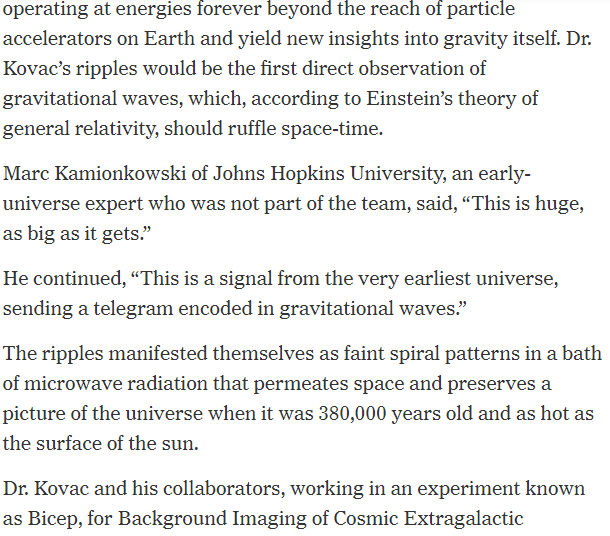 operating at energies forever beyond the reach of particle
accelerators on Earth and yield new insights into gravity itself. Dr.
Kovac’s ripples would be the first direct observation of
gravitational waves, which, according to Einstein’s theory of
general relativity, should ruffle space-time.
Marc Kamionkowski of Johns Hopkins University, an early-
universe expert who was not part of the team, said, “This is huge,
as big as it gets.”
He continued, “This is a signal from the very earliest universe,
sending a telegram encoded in gravitational waves.”
The ripples manifested themselves as faint spiral patterns in a bath
of microwave radiation that permeates space and preserves a
picture of the universe when it was 380,000 years old and as hot as
the surface of the sun.
Dr. Kovac and his collaborators, working in an experiment known
as Bicep, for Background Imaging of Cosmic Extragalactic